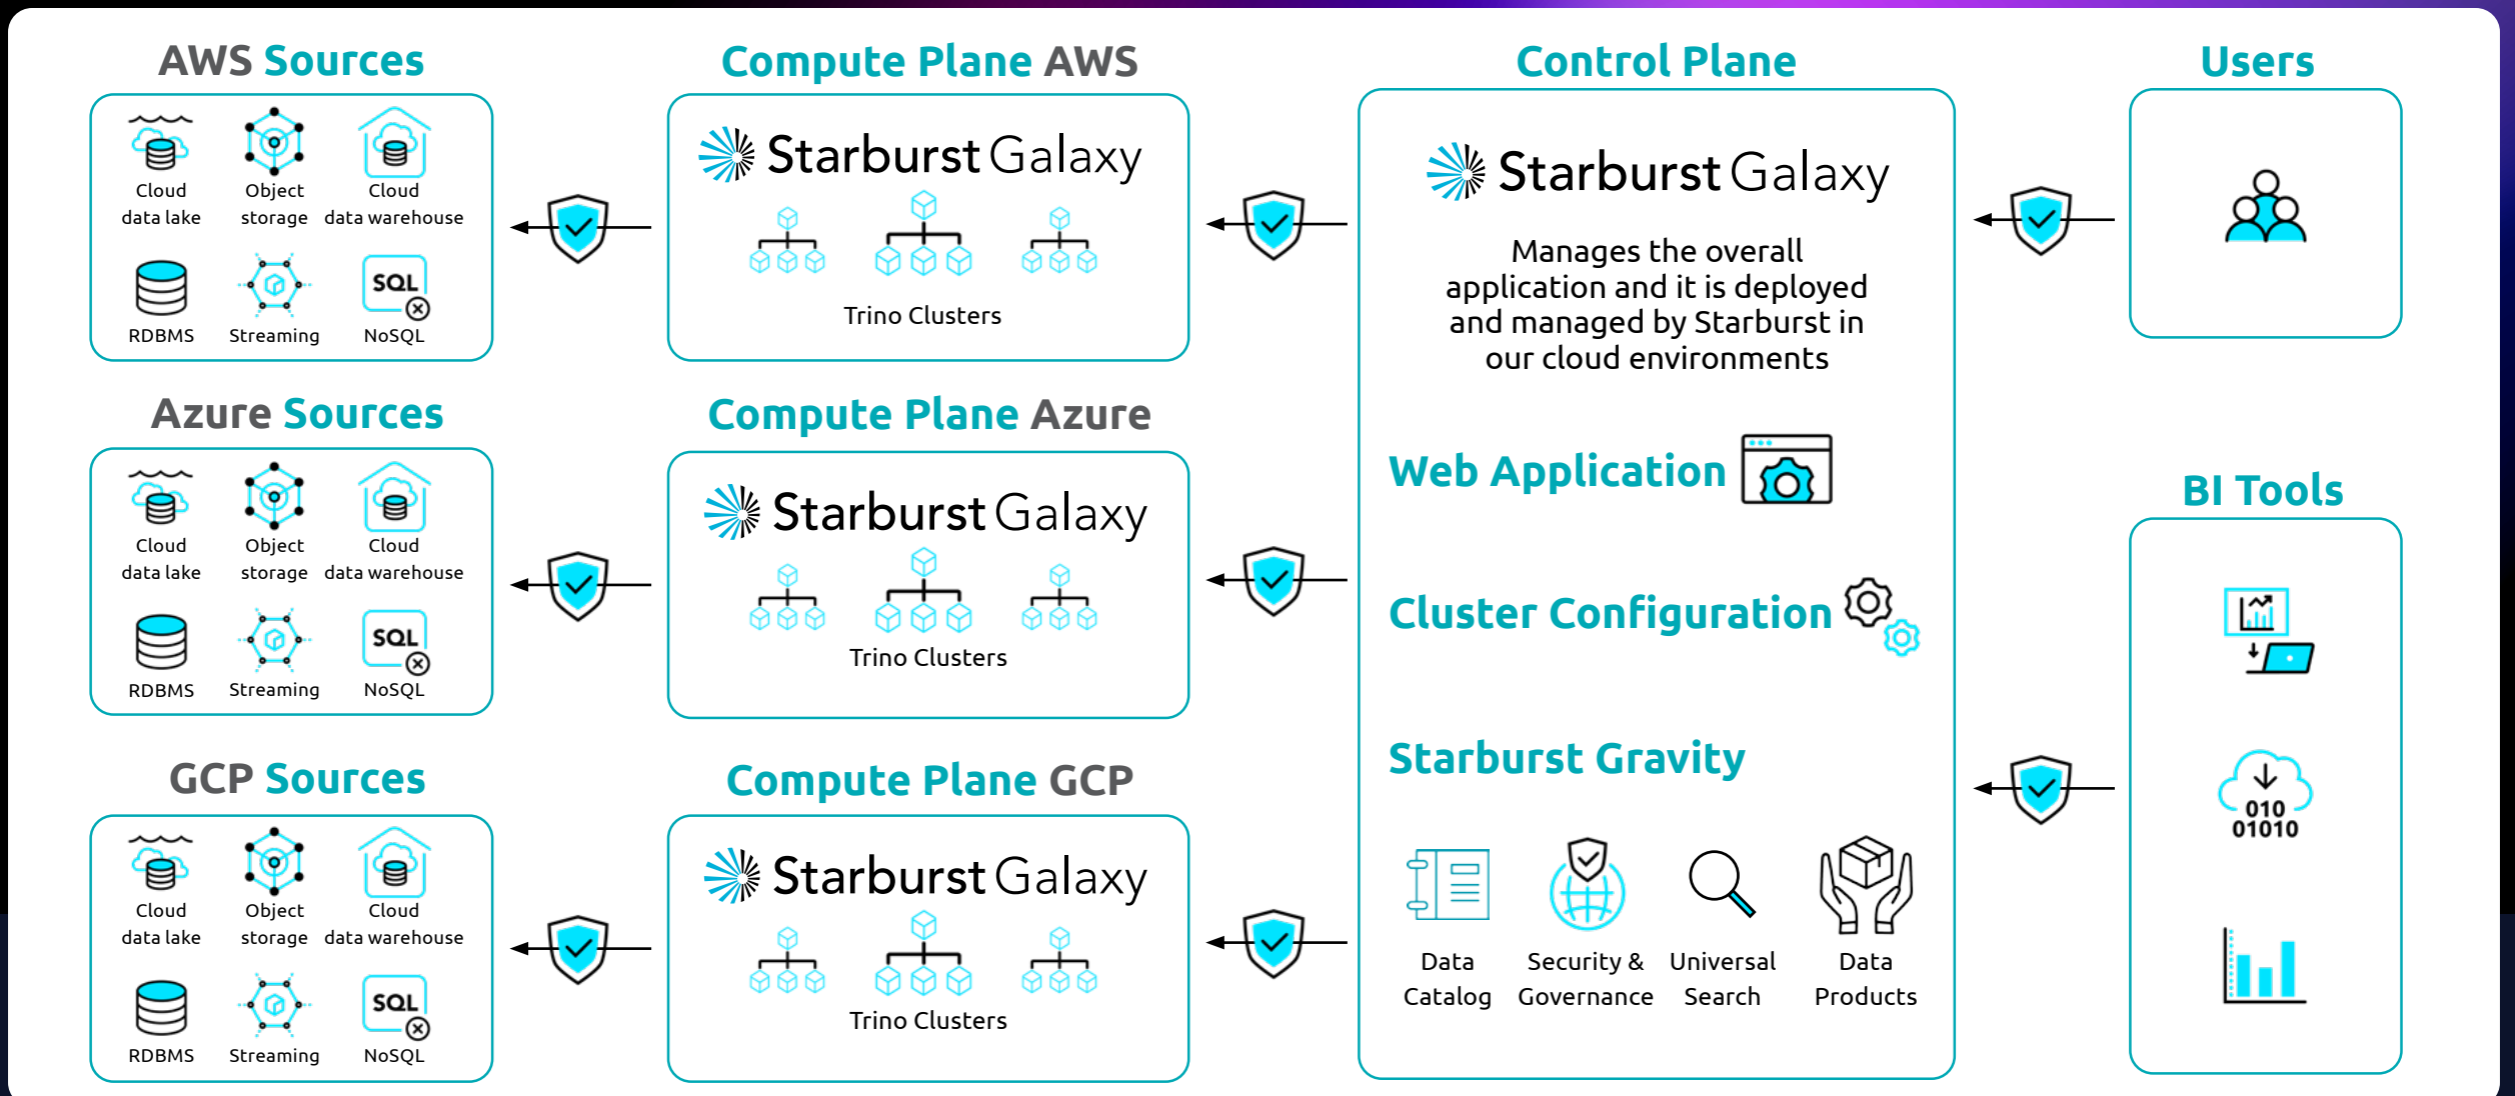 AWS Sources
Cloud
data lake
Object
storage
Cloud
data warehouse
RDBMS
Streaming
SQL
NoSQL
Compute Plane AWS
Starburst Galaxy
Trino Clusters
Azure Sources
Cloud
data lake
Object
storage
Cloud
data warehouse
RDBMS
Streaming
SQL
NoSQL
Compute Plane Azure
Starburst Galaxy
Trino Clusters
GCP Sources
Cloud
data lake
Object
storage
Cloud
data warehouse
RDBMS
Streaming
SQL
NoSQL
Compute Plane GCP
Starburst Galaxy
Trino Clusters
Control Plane
Starburst Galaxy
Manages the overall
application and it is deployed
and managed by Starburst in
our cloud environments
Web Application
Cluster Configuration
Starburst Gravity
Data
Catalog
Security &
Governance
Universal
Search
Data
Products
Users
BI Tools
010
01010